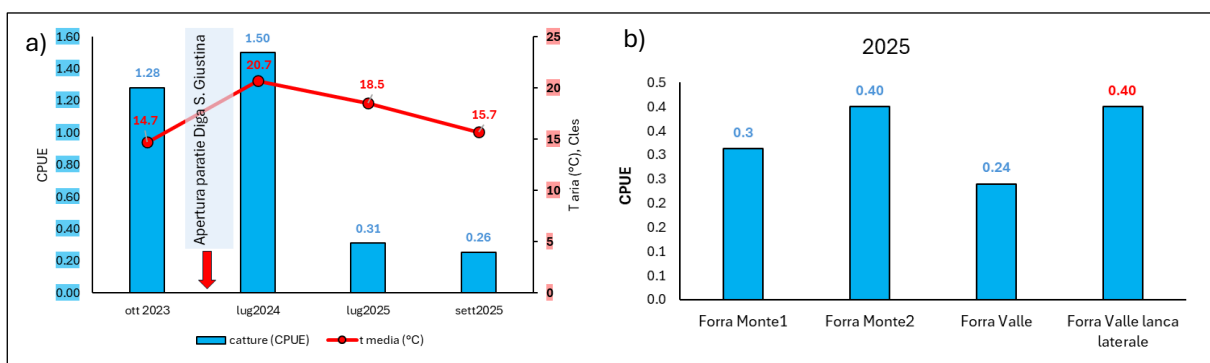 a)
1.60
1.40
1.20
1.00
0.80
0.60
0.40
0.20
0.00
CPUE
1.28
1.50
0.31
0.26
14.7
20.7
18.5
15.7
Apertura paratie Diga S. Giustina
25
20
15
10
5
0
T aria (°C), Cles
ott 2023
lug2024
lug2025
sett2025
catture (CPUE)
t media (°C)
b)
2025
0.5
0.4
0.4
0.3
0.3
0.2
0.2
0.1
0.1
0.0
CPUE
0.3
0.40
0.24
0.40
Forra Monte1
Forra Monte2
Forra Valle
Forra Valle lanca
laterale